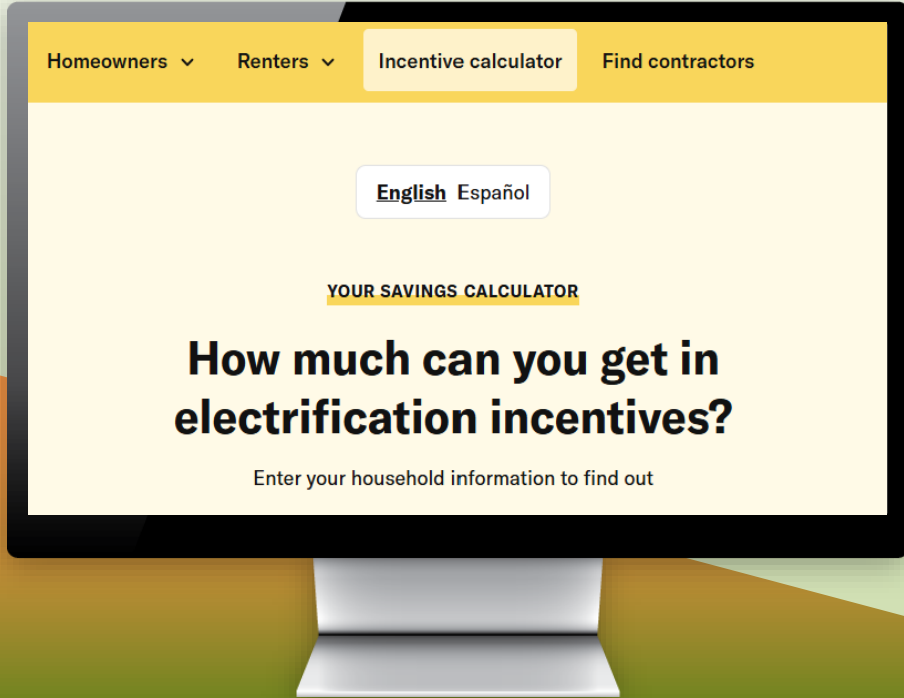 Homeowners Renters Incentive calculator Find contractors
English Español
YOUR SAVINGS CALCULATOR
How much can you get in
electrification incentives?
Enter your household information to find out